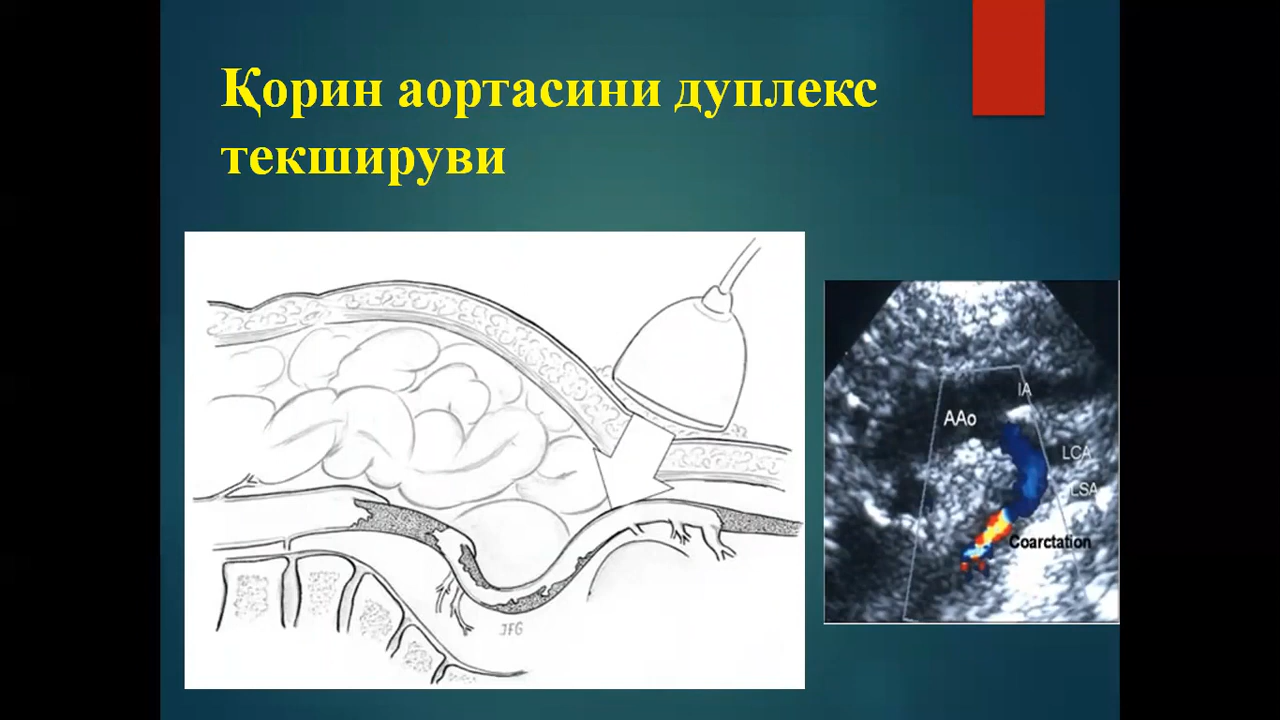 Қорин аортасини дуплекс
текшируви
IA
AAo
LCA
LSA
Coarctation
JFG